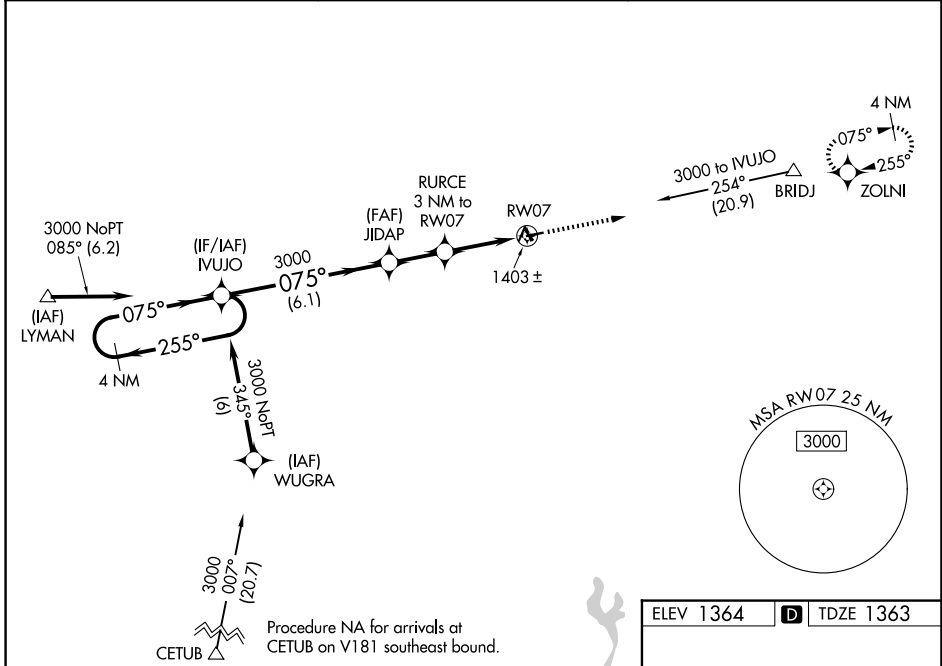 4 NM
075°
255°
ZOLNI
3000 to IVUJO
254°
(20.9)
BRIDJ
RURCE
3 NM to
RW07
RW07
(FAF)
JIDAP
1403 ±
3000 NoPT
085° (6.2)
(IF/IAF)
IVUJO
3000
075°
(6.1)
(IAF)
LYMAN
075°
255°
4 NM
3000 NoPT
345°
(6)
(IAF)
WUGRA
MSA RW07 25 NM
3000
3000
007°
(20.7)
CETUB
Procedure NA for arrivals at
CETUB on V181 southeast bound.
ELEV 1364 D TDZE 1363